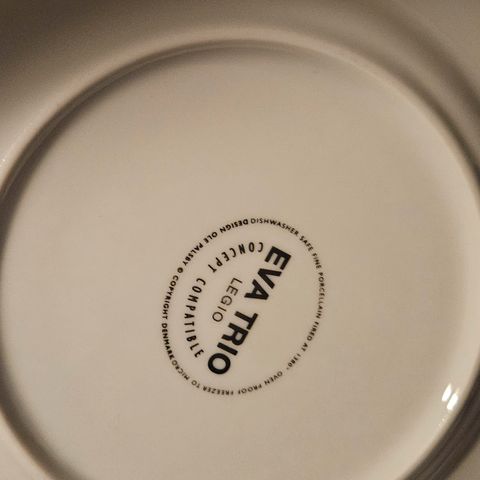 EVA TRIO
LEGIO
CONCEPT COMPATIBLE
DISHWASHER SAFE FINE PORCELLAIN FIRED AT 1380° OVEN PROOF FREEZER TO MICRO
DENMARK COPYRIGHT © OLE PALSBY DESIGN